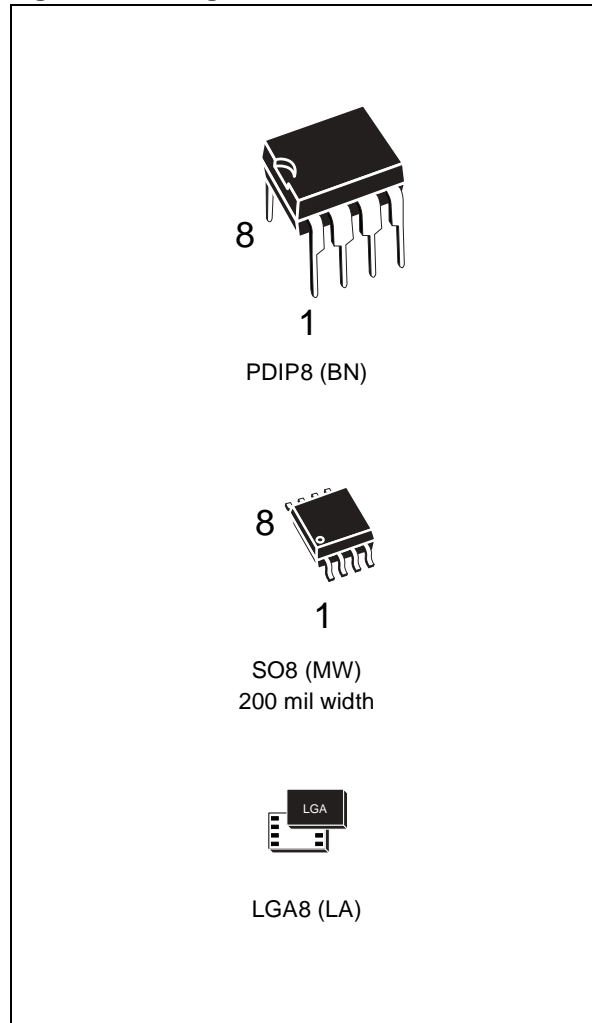 8
1
PDIP8 (BN)
8
1
SO8 (MW)
200 mil width
LGA
LGA8 (LA)